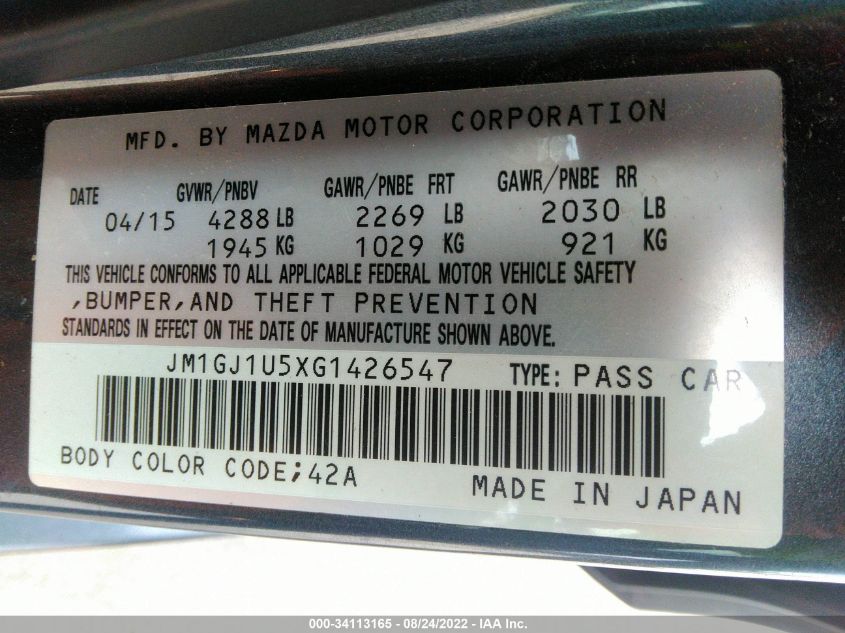 MFD. BY MAZDA MOTOR CORPORATION
DATE GVWR/PNBV GAWR/PNBE FRT GAWR/PNBE RR
04/15 4288 LB 2269 LB 2030 LB
1945 KG 1029 KG 921 KG
THIS VEHICLE CONFORMS TO ALL APPLICABLE FEDERAL MOTOR VEHICLE SAFETY
,BUMPER,AND THEFT PREVENTION
STANDARDS IN EFFECT ON THE DATE OF MANUFACTURE SHOWN ABOVE.
JM1GJ1U5XG1426547 TYPE: PASS CAR
BODY COLOR CODE;42A
MADE IN JAPAN
000-34113165 - 08/24/2022 - IAA Inc.